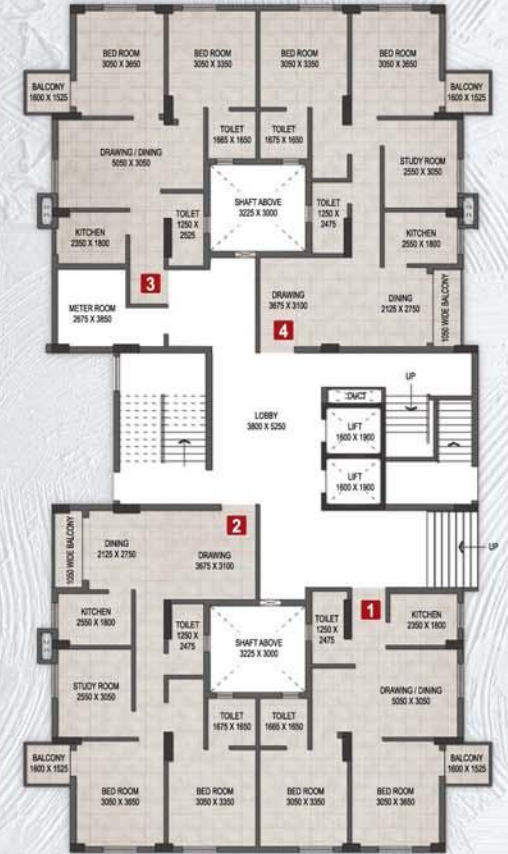 BED ROOM
3050 X 3650
BED ROOM
3050 X 3350
BED ROOM
3050 X 3350
BED ROOM
3050 X 3650
BALCONY
1600 X 1525
BALCONY
1600 X 1525
TOILET
1665 X 1650
TOILET
1675 X 1650
DRAWING / DINING
5050 X 3050
STUDY ROOM
2550 X 3050
SHAFT ABOVE
3225 X 3000
TOILET
1250 X
2525
TOILET
1250 X
2475
KITCHEN
2350 X 1800
KITCHEN
2550 X 1800
3
METER ROOM
2675 X 3850
DRAWING
3675 X 3100
DINING
2125 X 2750
1050 WIDE BALCONY
4
UP
DUCT
LOBBY
3800 X 5250
LIFT
1600 X 1900
LIFT
1600 X 1900
2
1050 WIDE BALCONY
DINING
2125 X 2750
DRAWING
3675 X 3100
UP
KITCHEN
2550 X 1800
TOILET
1250 X
2475
TOILET
1250 X
2475
1
KITCHEN
2350 X 1800
SHAFT ABOVE
3225 X 3000
STUDY ROOM
2550 X 3050
DRAWING / DINING
5050 X 3050
TOILET
1675 X 1650
TOILET
1665 X 1650
BALCONY
1600 X 1525
BALCONY
1600 X 1525
BED ROOM
3050 X 3650
BED ROOM
3050 X 3350
BED ROOM
3050 X 3350
BED ROOM
3050 X 3650